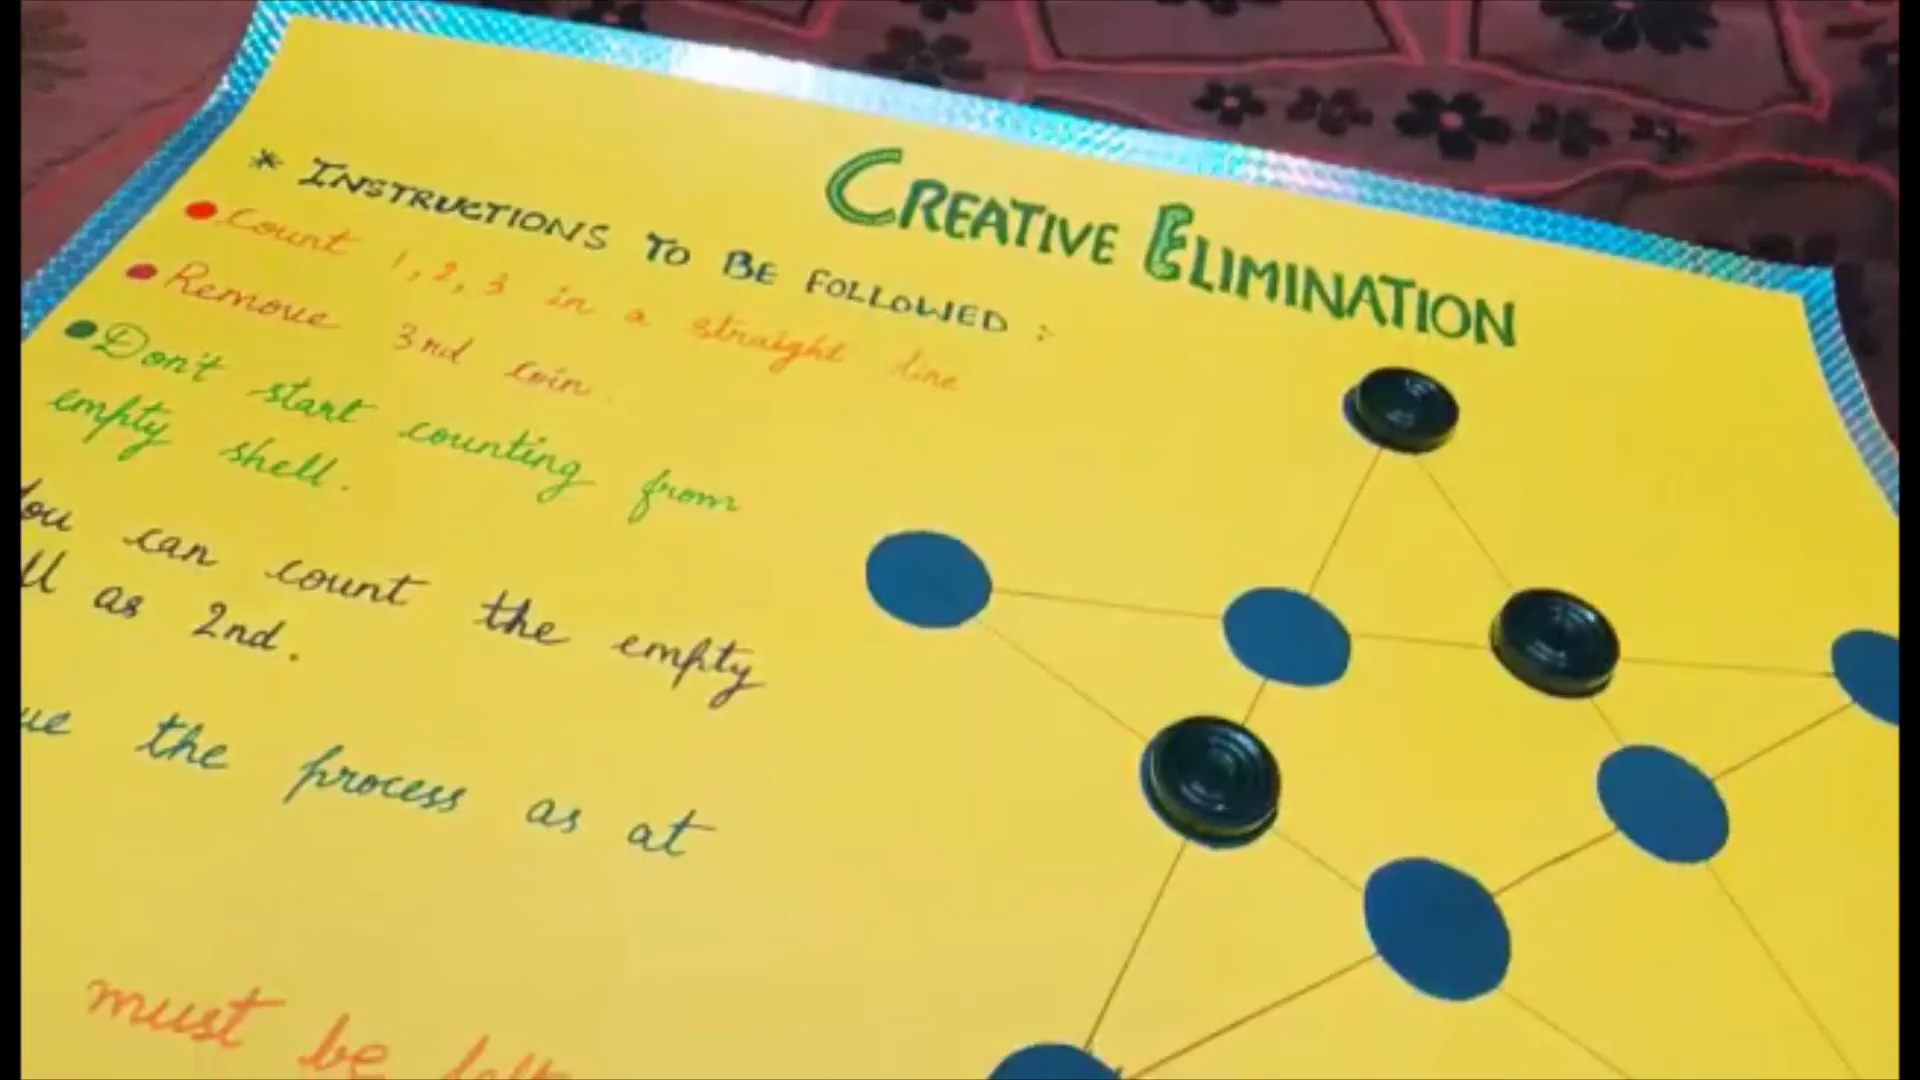 CREATIVE ELIMINATION
* INSTRUCTIONS TO BE FOLLOWED :
Count 1, 2, 3 in a straight line
Remove 3rd coin.
Don't start counting from
empty shell.
can count the empty
as 2nd.
the process as at
must be left